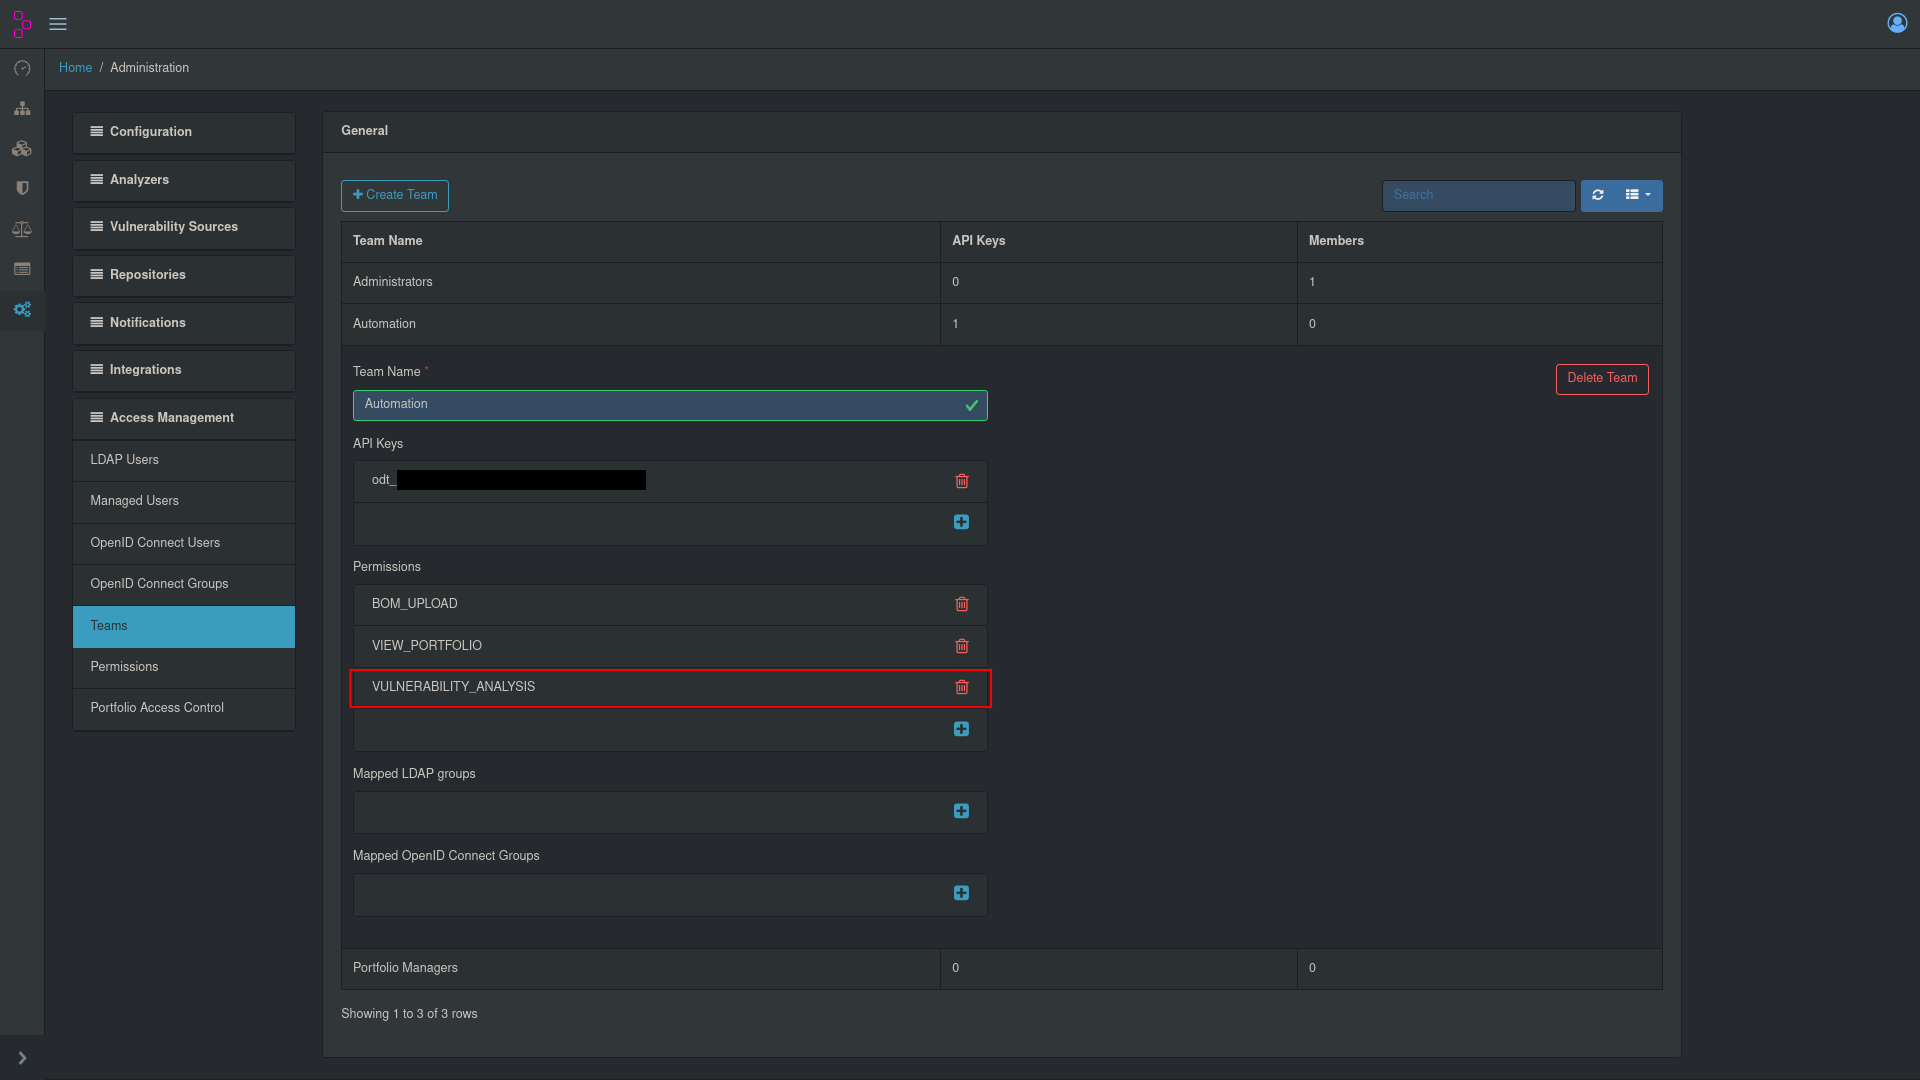 Home / Administration
Configuration
Analyzers
Vulnerability Sources
Repositories
Notifications
Integrations
Access Management
LDAP Users
Managed Users
OpenID Connect Users
OpenID Connect Groups
Teams
Permissions
Portfolio Access Control
General
Create Team
Search
Team Name API Keys Members
Administrators 0 1
Automation 1 0
Team Name *
Delete Team
Automation
API Keys
odt_
Permissions
BOM_UPLOAD
VIEW_PORTFOLIO
VULNERABILITY_ANALYSIS
Mapped LDAP groups
Mapped OpenID Connect Groups
Portfolio Managers 0 0
Showing 1 to 3 of 3 rows